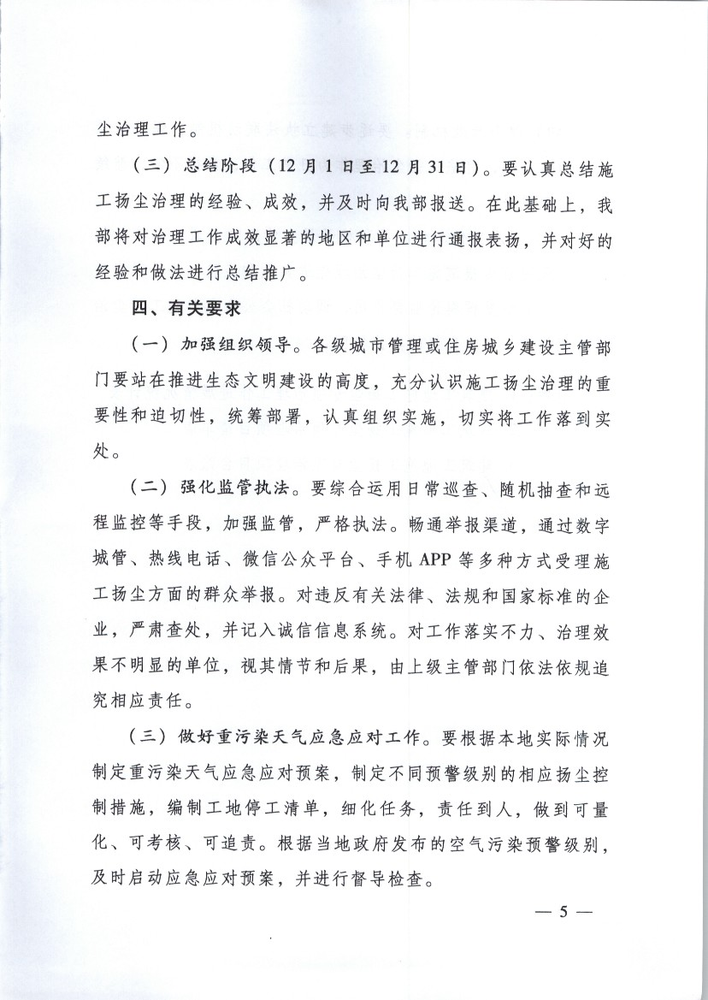 尘治理工作。
（三）总结阶段（12月1日至12月31日）。要认真总结施
工扬尘治理的经验、成效，并及时向我部报送。在此基础上，我
部将对治理工作成效显著的地区和单位进行通报表扬，并对好的
经验和做法进行总结推广。
四、有关要求
（一）加强组织领导。各级城市管理或住房城乡建设主管部
门要站在推进生态文明建设的高度，充分认识施工扬尘治理的重
要性和迫切性，统筹部署，认真组织实施，切实将工作落到实
处。
（二）强化监管执法。要综合运用日常巡查、随机抽查和远
程监控等手段，加强监管，严格执法。畅通举报渠道，通过数字
城管、热线电话、微信公众平台、手机APP等多种方式受理施
工扬尘方面的群众举报。对违反有关法律、法规和国家标准的企
业，严肃查处，并记入诚信信息系统。对工作落实不力、治理效
果不明显的单位，视其情节和后果，由上级主管部门依法依规追
究相应责任。
（三）做好重污染天气应急应对工作。要根据本地实际情况
制定重污染天气应急应对预案，制定不同预警级别的相应扬尘控
制措施，编制工地停工清单，细化任务，责任到人，做到可量
化、可考核、可追责。根据当地政府发布的空气污染预警级别，
及时启动应急应对预案，并进行督导检查。
— 5 —